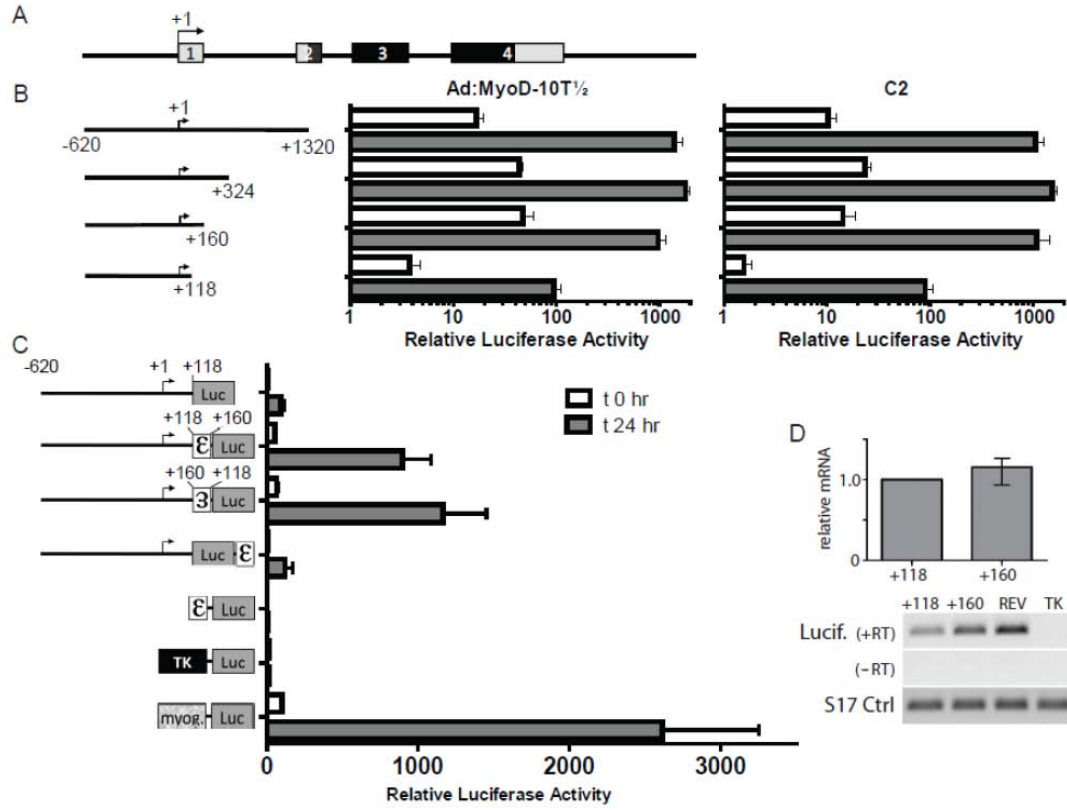 A
+1
1 2 3 4
B
Ad:MyoD-10T½
C2
+1
-620
+1320
+324
+160
+118
1 10 100 1000
1 10 100 1000
Relative Luciferase Activity
Relative Luciferase Activity
C
-620
+1 +118
Luc
+118 +160
ε Luc
+160 +118
3 Luc
Luc ε
ε Luc
TK Luc
myog. Luc
t 0 hr
t 24 hr
0 1000 2000 3000
Relative Luciferase Activity
D
relative mRNA
1.0
0
+118 +160
+118 +160 REV TK
Lucif. (+RT)
(−RT)
S17 Ctrl